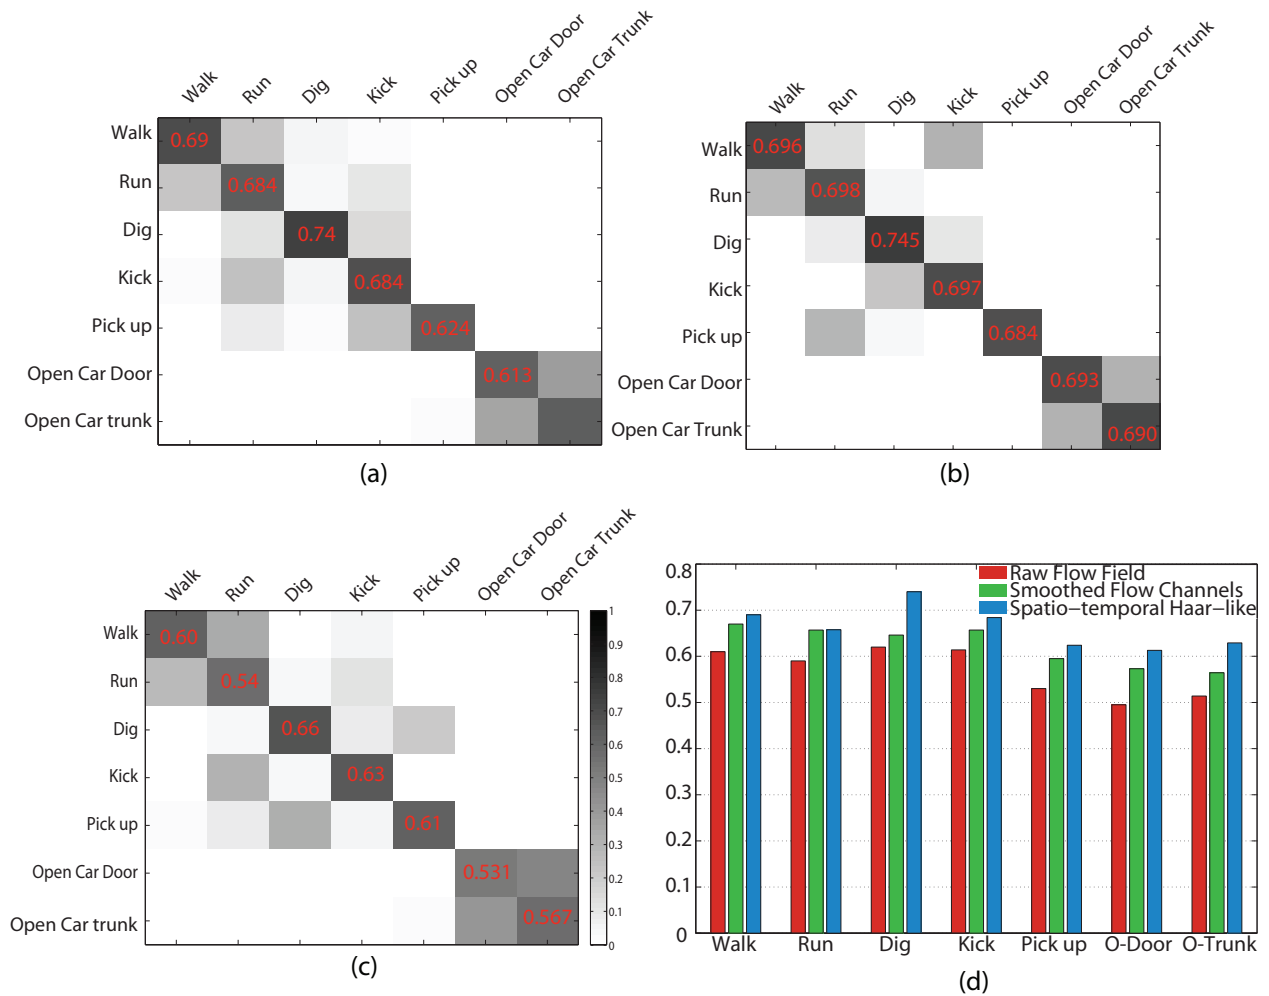 Walk Run Dig Kick Pick up Open Car Door Open Car Trunk
Walk 0.69
Run 0.684
Dig 0.74
Kick 0.684
Pick up 0.624
Open Car Door 0.613
Open Car trunk
(a)
Walk Run Dig Kick Pick up Open Car Door Open Car Trunk
Walk 0.696
Run 0.698
Dig 0.745
Kick 0.697
Pick up 0.684
Open Car Door 0.693
Open Car Trunk 0.690
(b)
Walk Run Dig Kick Pick up Open Car Door Open Car Trunk
Walk 0.60
Run 0.54
Dig 0.66
Kick 0.63
Pick up 0.61
Open Car Door 0.531
Open Car trunk 0.567
1
0.9
0.8
0.7
0.6
0.5
0.4
0.3
0.2
0.1
0
(c)
Raw Flow Field
Smoothed Flow Channels
Spatio-temporal Haar-like
0.8
0.7
0.6
0.5
0.4
0.3
0.2
0.1
0
Walk Run Dig Kick Pick up O-Door O-Trunk
(d)